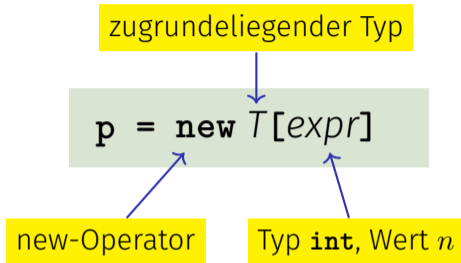 zugrundeliegender Typ
p = new T[expr]
new-Operator
Typ int, Wert n